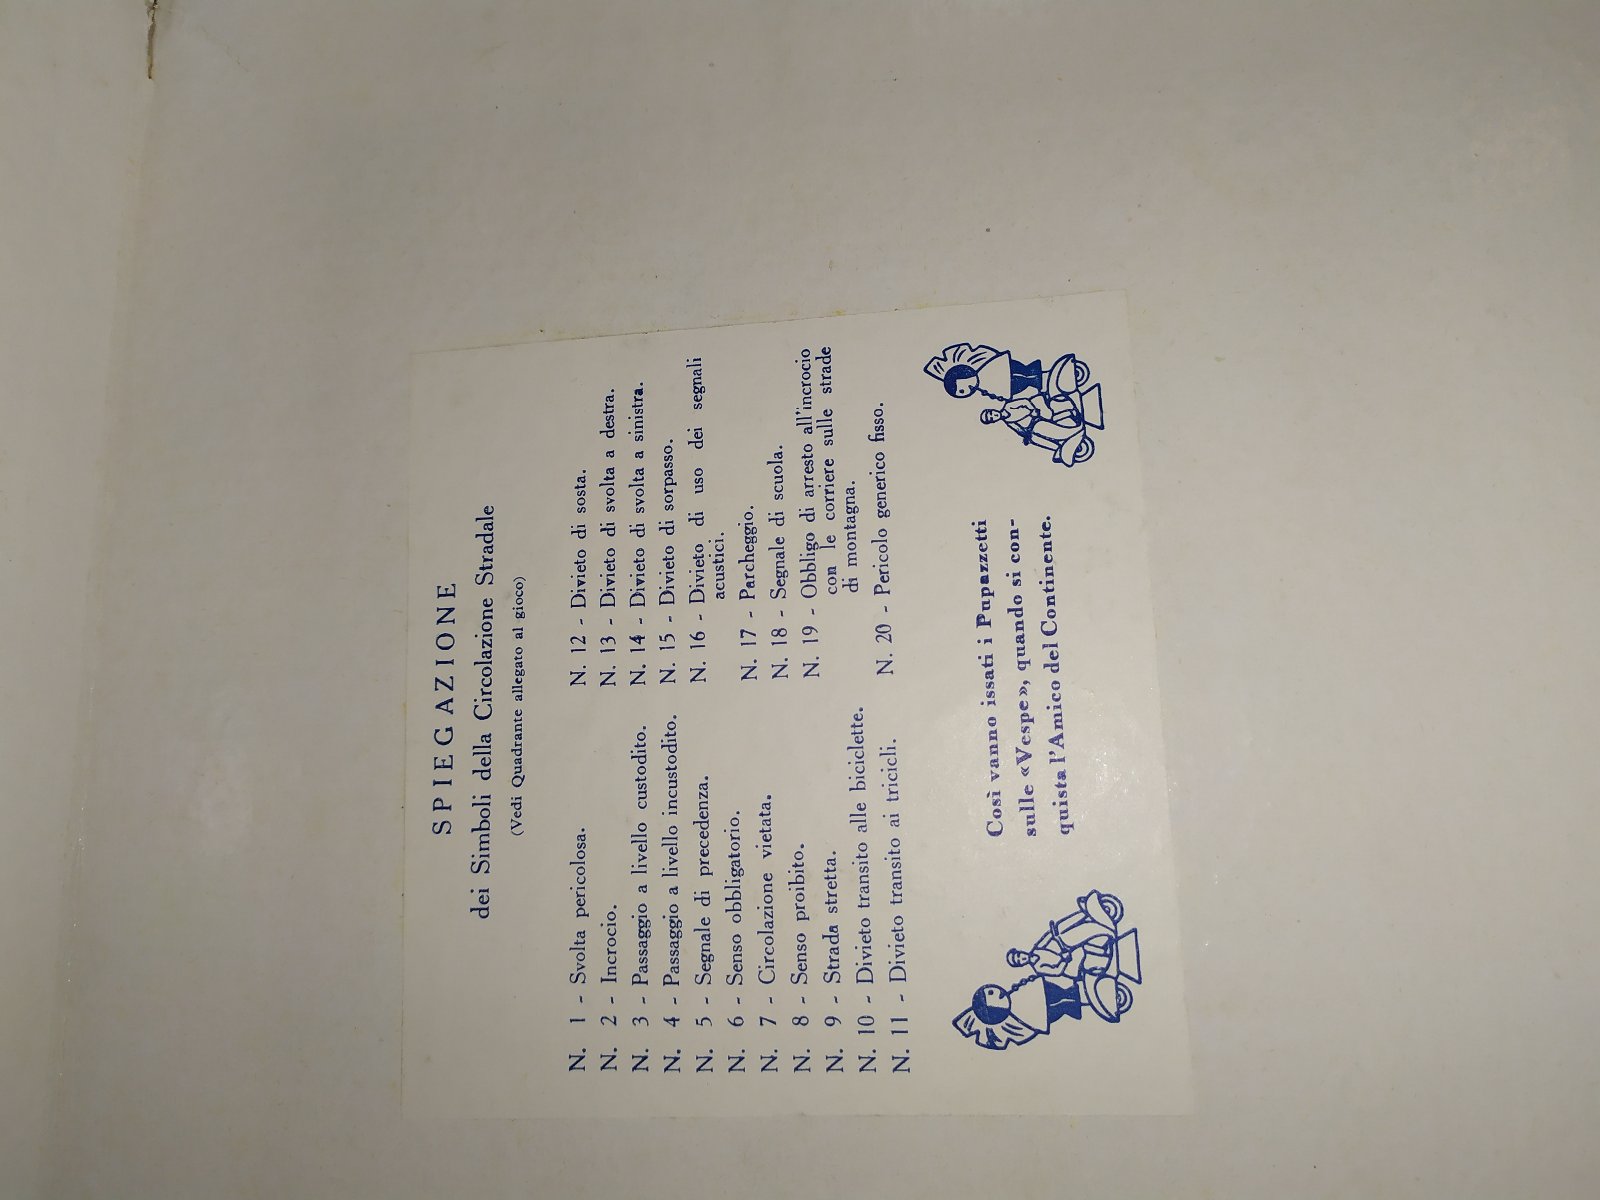 SPIEGAZIONE
dei Simboli della Circolazione Stradale
(Vedi Quadrante allegato al gioco)
N. 1 - Svolta pericolosa.
N. 2 - Incrocio.
N. 3 - Passaggio a livello custodito.
N. 4 - Passaggio a livello incustodito.
N. 5 - Segnale di precedenza.
N. 6 - Senso obbligatorio.
N. 7 - Circolazione vietata.
N. 8 - Senso proibito.
N. 9 - Strada stretta.
N. 10 - Divieto transito alle biciclette.
N. 11 - Divieto transito ai tricicli.
N. 12 - Divieto di sosta.
N. 13 - Divieto di svolta a destra.
N. 14 - Divieto di svolta a sinistra.
N. 15 - Divieto di sorpasso.
N. 16 - Divieto di uso dei segnali
acustici.
N. 17 - Parcheggio.
N. 18 - Segnale di scuola.
N. 19 - Obbligo di arresto all'incrocio
con le corriere sulle strade
di montagna.
N. 20 - Pericolo generico fisso.
Così vanno issati i Pupazzetti
sulle «Vespe», quando si con-
quista l'Amico del Continente.